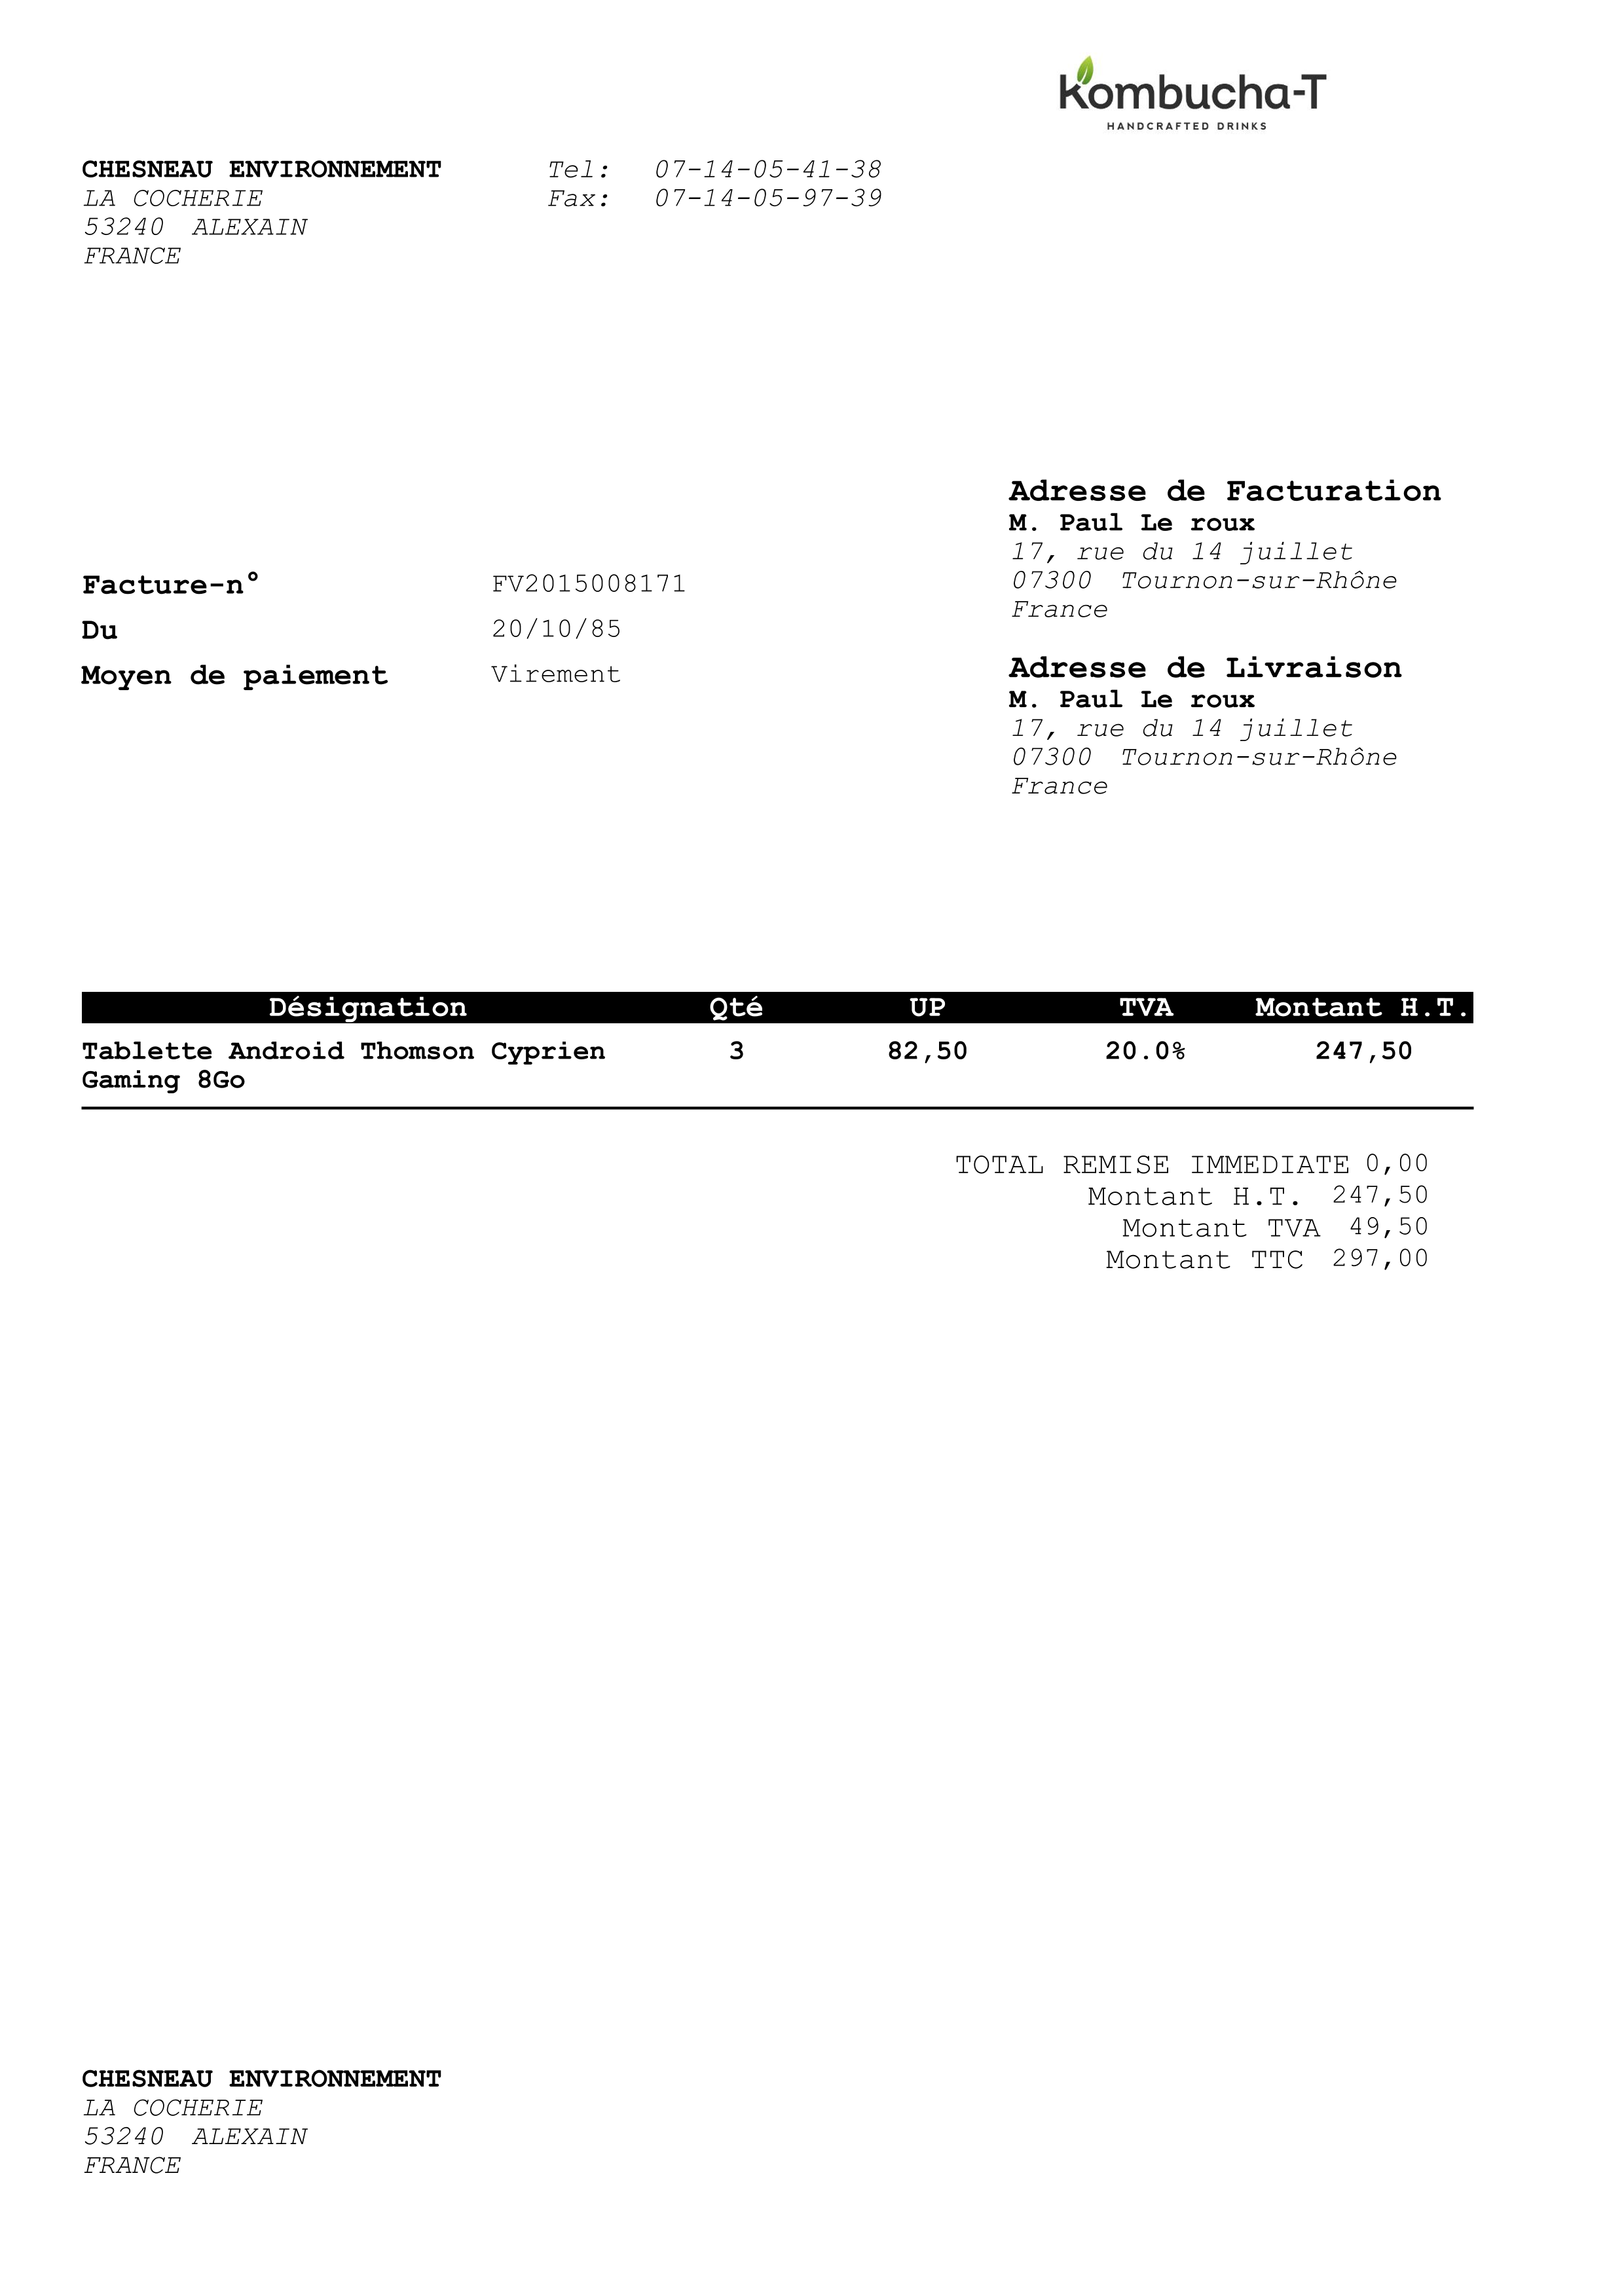 Kombucha-T
HANDCRAFTED DRINKS
CHESNEAU ENVIRONNEMENT
LA COCHERIE
53240 ALEXAIN
FRANCE
Tel: 07-14-05-41-38
Fax: 07-14-05-97-39
Adresse de Facturation
M. Paul Le roux
17, rue du 14 juillet
07300 Tournon-sur-Rhône
France
Facture-n° FV2015008171
Du 20/10/85
Moyen de paiement Virement
Adresse de Livraison
M. Paul Le roux
17, rue du 14 juillet
07300 Tournon-sur-Rhône
France
Désignation Qté UP TVA Montant H.T.
Tablette Android Thomson Cyprien 3 82,50 20.0% 247,50
Gaming 8Go
TOTAL REMISE IMMEDIATE 0,00
Montant H.T. 247,50
Montant TVA 49,50
Montant TTC 297,00
CHESNEAU ENVIRONNEMENT
LA COCHERIE
53240 ALEXAIN
FRANCE